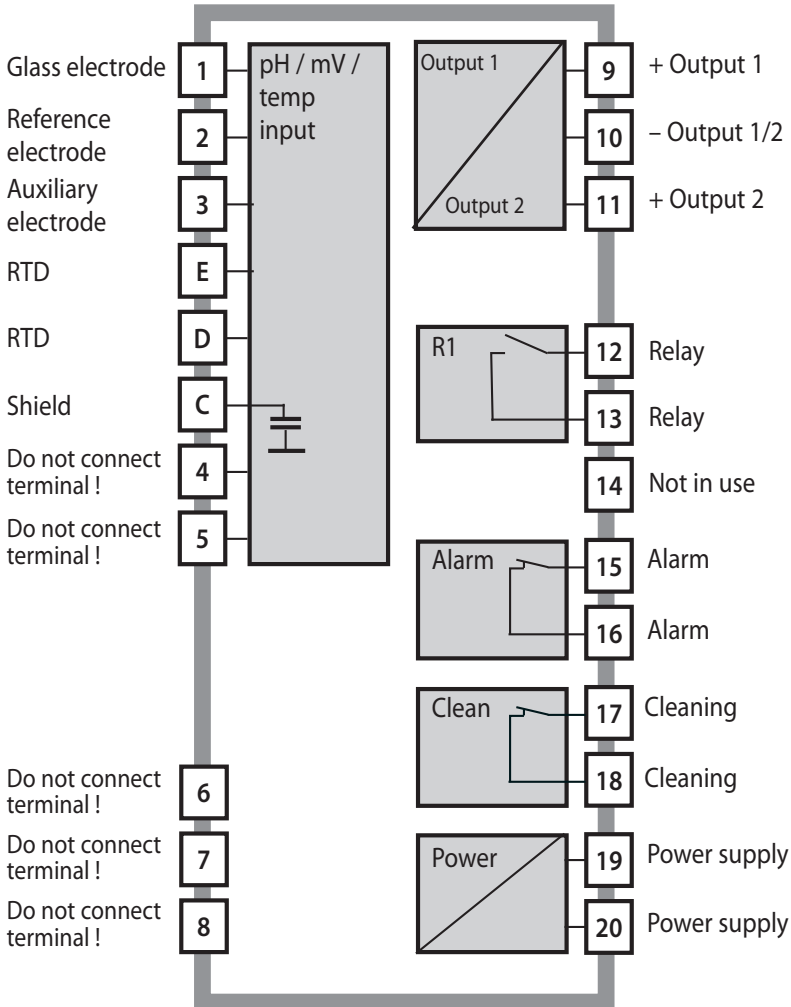 Glass electrode
1
pH / mV /
temp
input
Reference
electrode
2
Auxiliary
electrode
3
RTD
E
RTD
D
Shield
C
Do not connect
terminal !
4
Do not connect
terminal !
5
Do not connect
terminal !
6
Do not connect
terminal !
7
Do not connect
terminal !
8
Output 1
Output 2
9
+ Output 1
10
– Output 1/2
11
+ Output 2
R1
12
Relay
13
Relay
14
Not in use
Alarm
15
Alarm
16
Alarm
Clean
17
Cleaning
18
Cleaning
Power
19
Power supply
20
Power supply